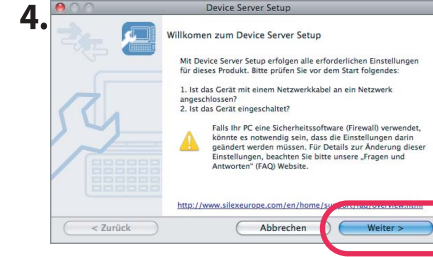 4.
Device Server Setup
Willkommen zum Device Server Setup
Mit Device Server Setup erfolgen alle erforderlichen Einstellungen
für dieses Produkt. Bitte prüfen Sie vor dem Start folgendes:
1. Ist das Gerät mit einem Netzwerkkabel an ein Netzwerk
angeschlossen?
2. Ist das Gerät eingeschaltet?
Falls Ihr PC eine Sicherheitssoftware (Firewall) verwendet,
könnte es notwendig sein, dass die Einstellungen darin
geändert werden müssen. Für Details zur Änderung dieser
Einstellungen, beachten Sie bitte unsere „Fragen und
Antworten" (FAQ) Website.
http://www.silexeurope.com/en/home/support/faq/overview.html
< Zurück
Abbrechen
Weiter >